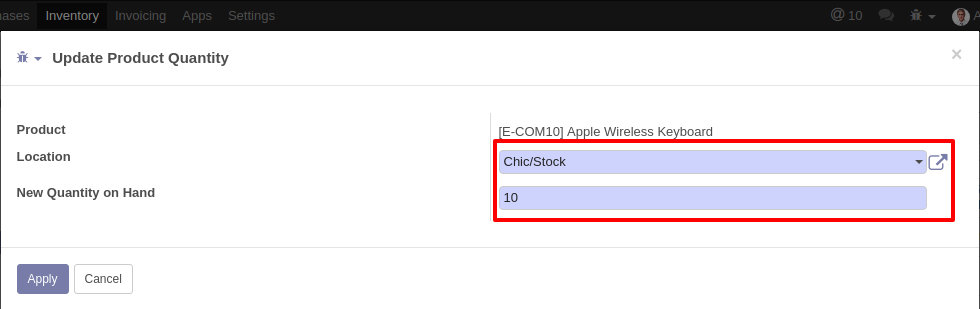 Inventory Invoicing Apps Settings @ 10
Update Product Quantity ×
Product [E-COM10] Apple Wireless Keyboard
Location Chic/Stock
New Quantity on Hand 10
Apply Cancel